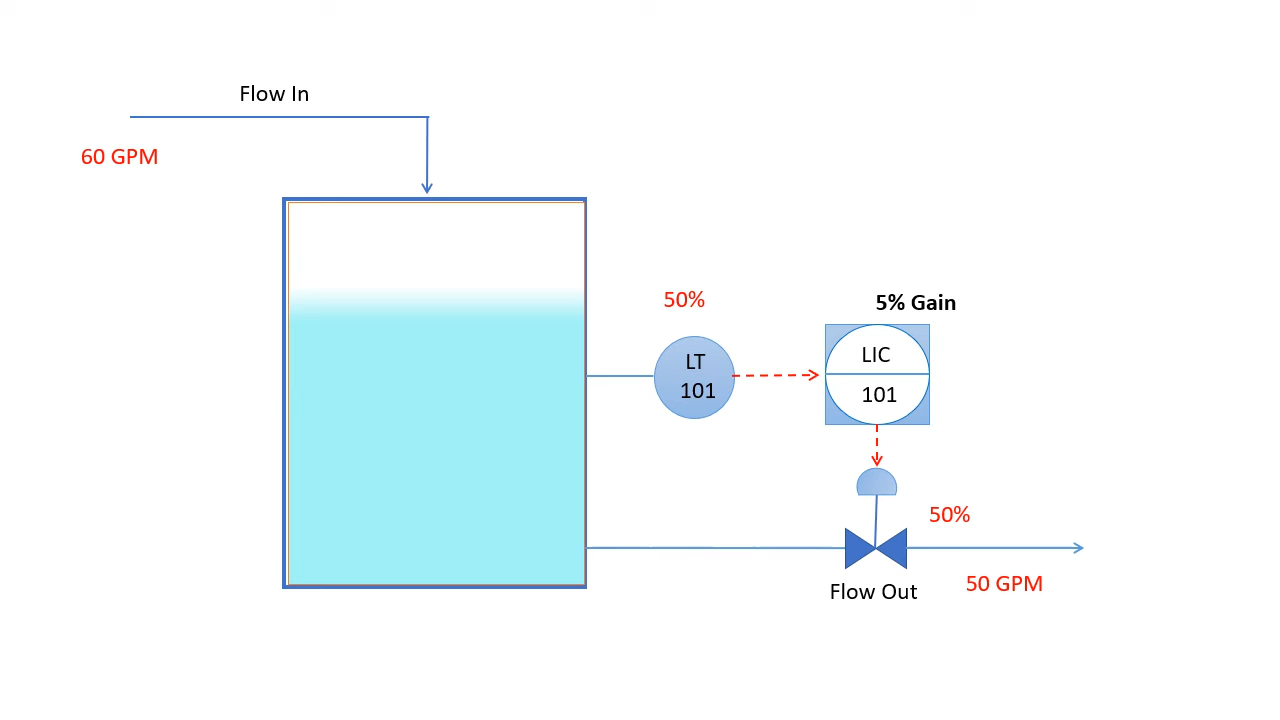 Flow In
60 GPM
50%
5% Gain
LT
101
LIC
101
50%
Flow Out
50 GPM